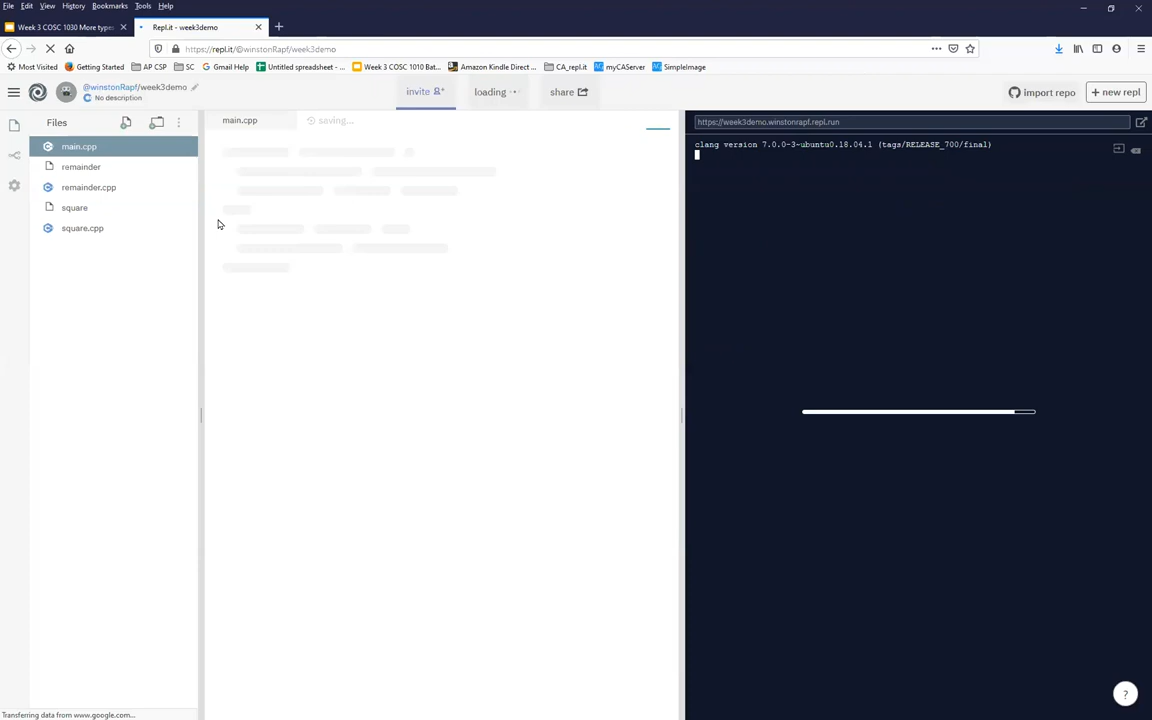 File Edit View History Bookmarks Tools Help
Week 3 COSC 1030 More types
Repl.it - week3demo
https://repl.it/@winstonRapf/week3demo
Most Visited Getting Started AP CSP SC Gmail Help Untitled spreadsheet - ... Week 3 COSC 1010 Bat... Amazon Kindle Direct ... CA_repl.it myCAServer SimpleImage
@winstonRapf/week3demo
No description
invite
loading
share
import repo
+ new repl
Files
main.cpp
remainder
remainder.cpp
square
square.cpp
main.cpp
saving...
https://week3demo.winstonrapf.repl.run
clang version 7.0.0-3~ubuntu0.18.04.1 (tags/RELEASE_700/final)
?
Transferring data from www.google.com...